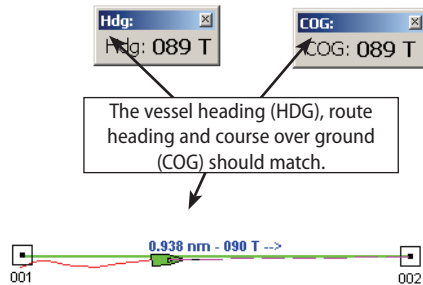 Hdg:
Hdg: 089 T
COG:
COG: 089 T
The vessel heading (HDG), route
heading and course over ground
(COG) should match.
0.938 nm - 090 T -->
001
002